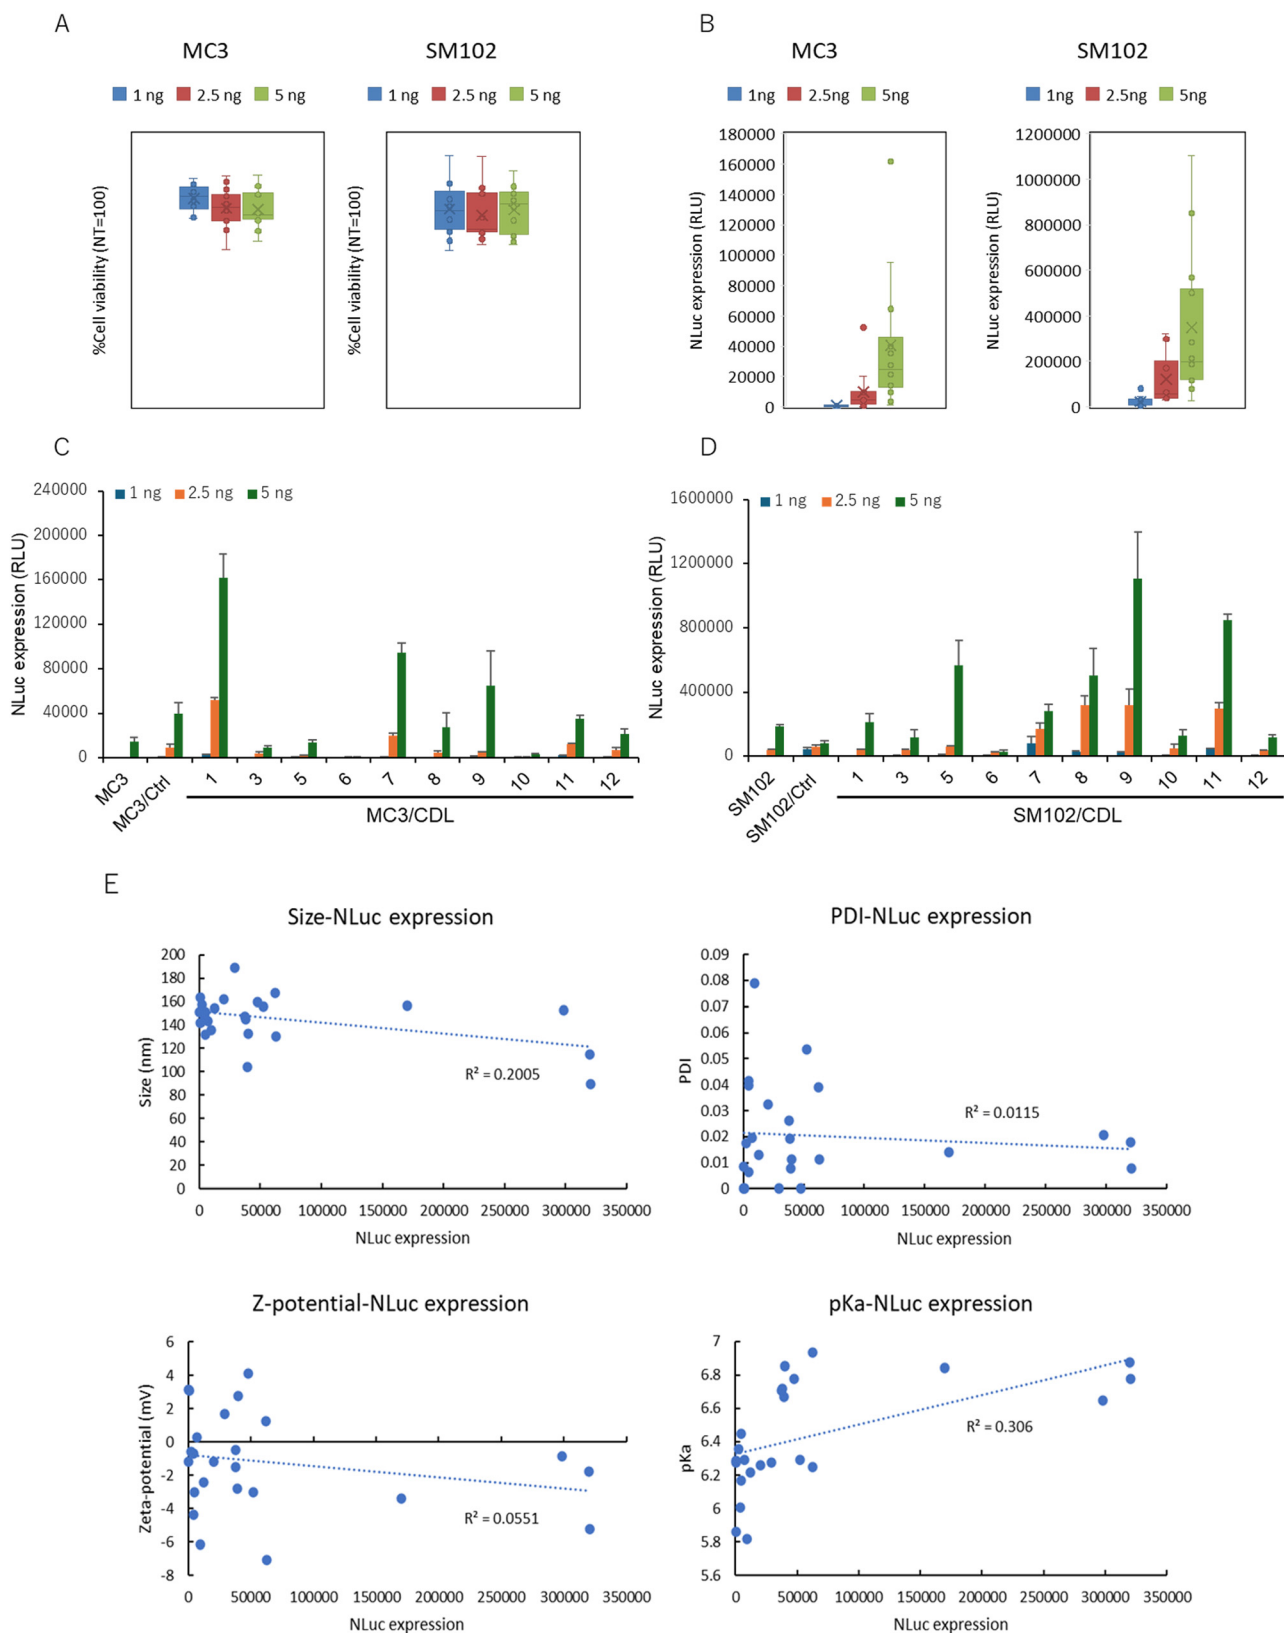 A
B
MC3
SM102
MC3
SM102
1 ng 2.5 ng 5 ng
1 ng 2.5 ng 5 ng
1ng 2.5ng 5ng
1ng 2.5ng 5ng
%Cell viability (NT=100)
%Cell viability (NT=100)
NLuc expression (RLU)
180000
160000
140000
120000
100000
80000
60000
40000
20000
0
NLuc expression (RLU)
1200000
1000000
800000
600000
400000
200000
0
C
D
1 ng 2.5 ng 5 ng
NLuc expression (RLU)
240000
200000
160000
120000
80000
40000
0
MC3 MC3/Ctrl 1 3 5 6 7 8 9 10 11 12
MC3/CDL
1 ng 2.5 ng 5 ng
NLuc expression (RLU)
1600000
1200000
800000
400000
0
SM102 SM102/Ctrl 1 3 5 6 7 8 9 10 11 12
SM102/CDL
E
Size-NLuc expression
Size (nm)
200
180
160
140
120
100
80
60
40
20
0
R² = 0.2005
0 50000 100000 150000 200000 250000 300000 350000
NLuc expression
PDI-NLuc expression
PDI
0.09
0.08
0.07
0.06
0.05
0.04
0.03
0.02
0.01
0
R² = 0.0115
0 50000 100000 150000 200000 250000 300000 350000
NLuc expression
Z-potential-NLuc expression
Zeta-potential (mV)
6
4
2
0
-2
-4
-6
-8
R² = 0.0551
0 50000 100000 150000 200000 250000 300000 350000
NLuc expression
pKa-NLuc expression
pKa
7
6.8
6.6
6.4
6.2
6
5.8
5.6
R² = 0.306
0 50000 100000 150000 200000 250000 300000 350000
NLuc expression